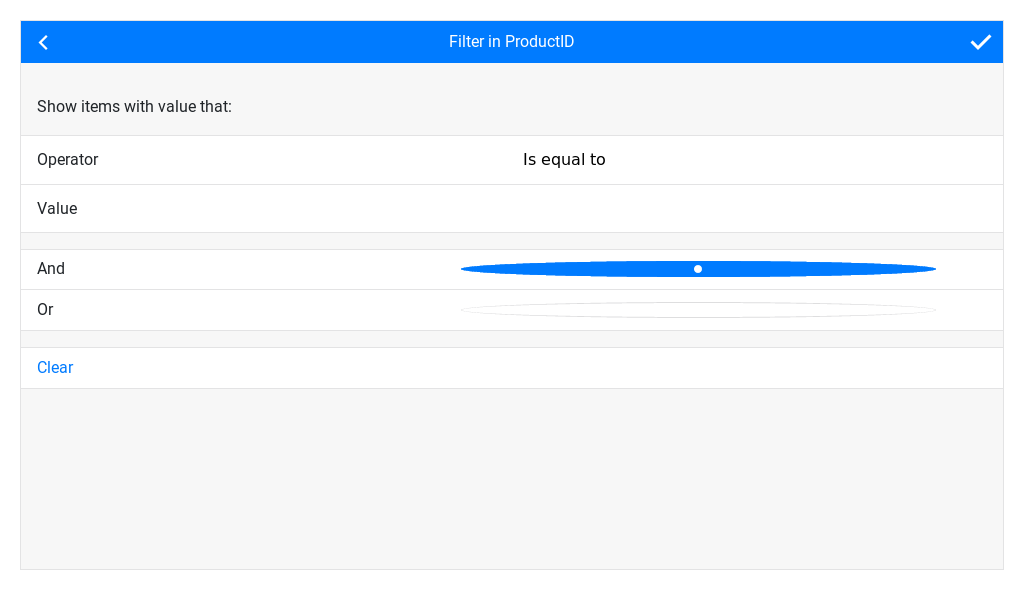 Filter in ProductID
Show items with value that:
Operator Is equal to
Value
And
Or
Clear